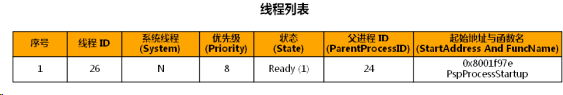 线程列表
序号 线程 ID 系统线程 优先级 状态 父进程 ID 起始地址与函数名
(System) (Priority) (State) (ParentProcessID) (StartAddress And FuncName)
1 26 N 8 Ready (1) 24 0x8001f97e
PspProcessStartup